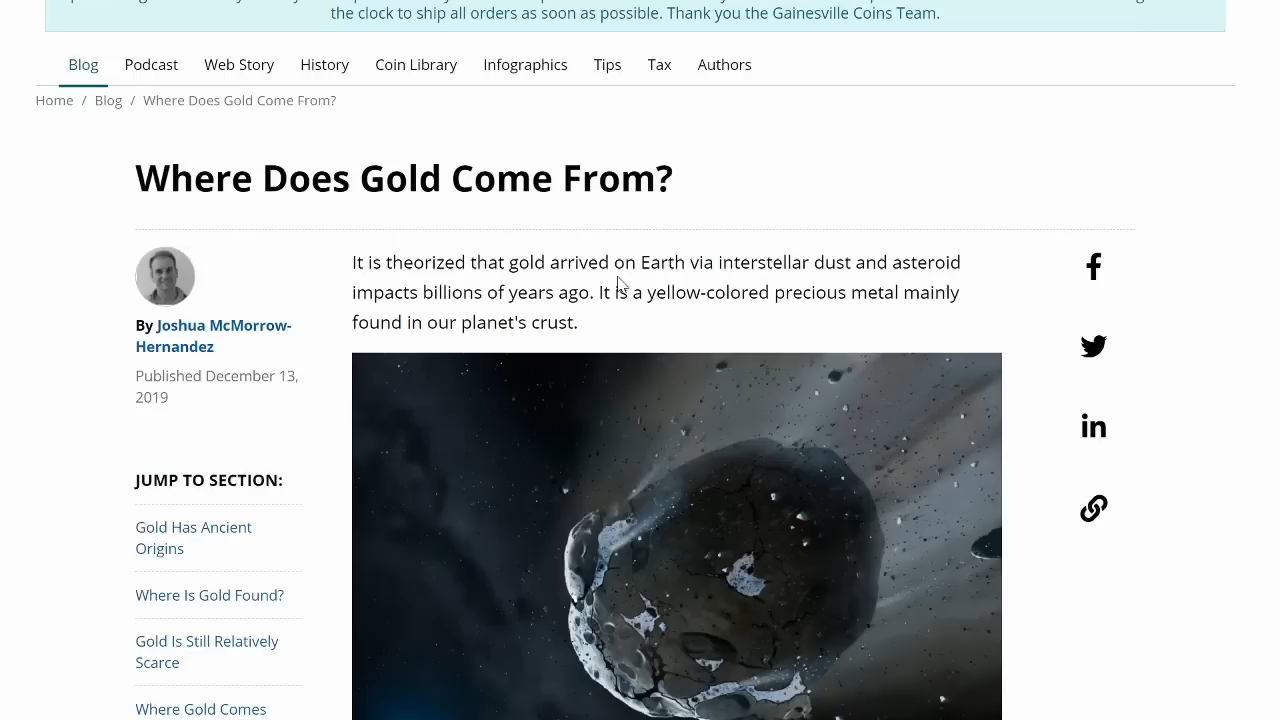 the clock to ship all orders as soon as possible. Thank you the Gainesville Coins Team.
Blog Podcast Web Story History Coin Library Infographics Tips Tax Authors
Home / Blog / Where Does Gold Come From?
Where Does Gold Come From?
It is theorized that gold arrived on Earth via interstellar dust and asteroid
impacts billions of years ago. It is a yellow-colored precious metal mainly
found in our planet's crust.
By Joshua McMorrow-
Hernandez
Published December 13,
2019
JUMP TO SECTION:
Gold Has Ancient
Origins
Where Is Gold Found?
Gold Is Still Relatively
Scarce
Where Gold Comes